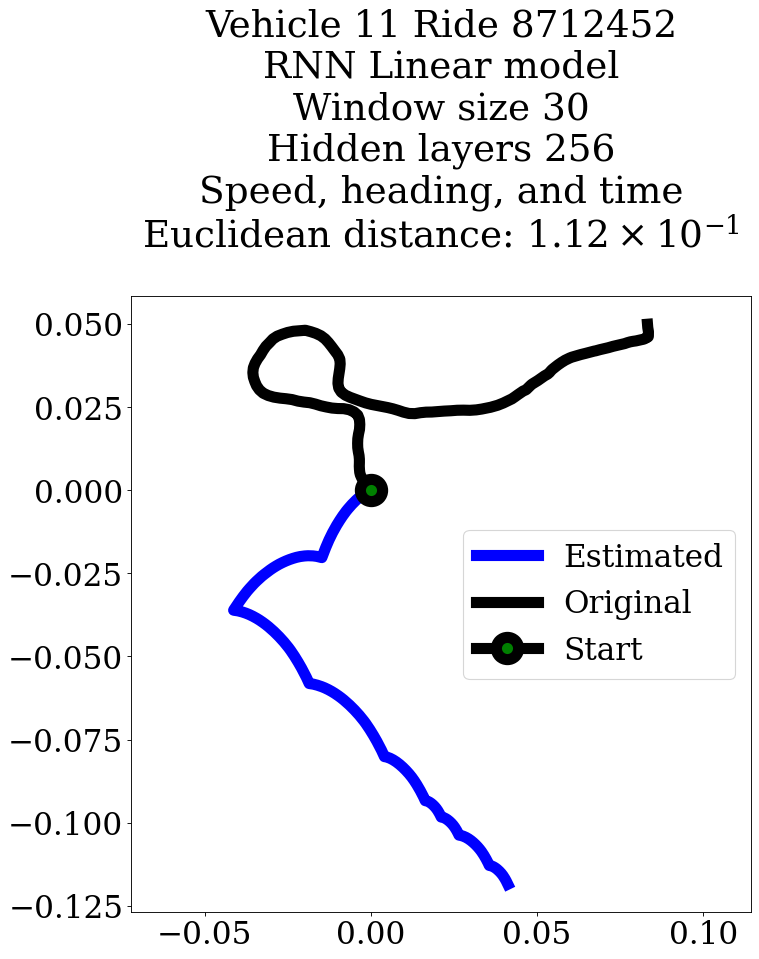 Vehicle 11 Ride 8712452
RNN Linear model
Window size 30
Hidden layers 256
Speed, heading, and time
Euclidean distance: 1.12 × 10⁻¹
0.050
0.025
0.000
−0.025
−0.050
−0.075
−0.100
−0.125
Estimated
Original
Start
−0.05 0.00 0.05 0.10